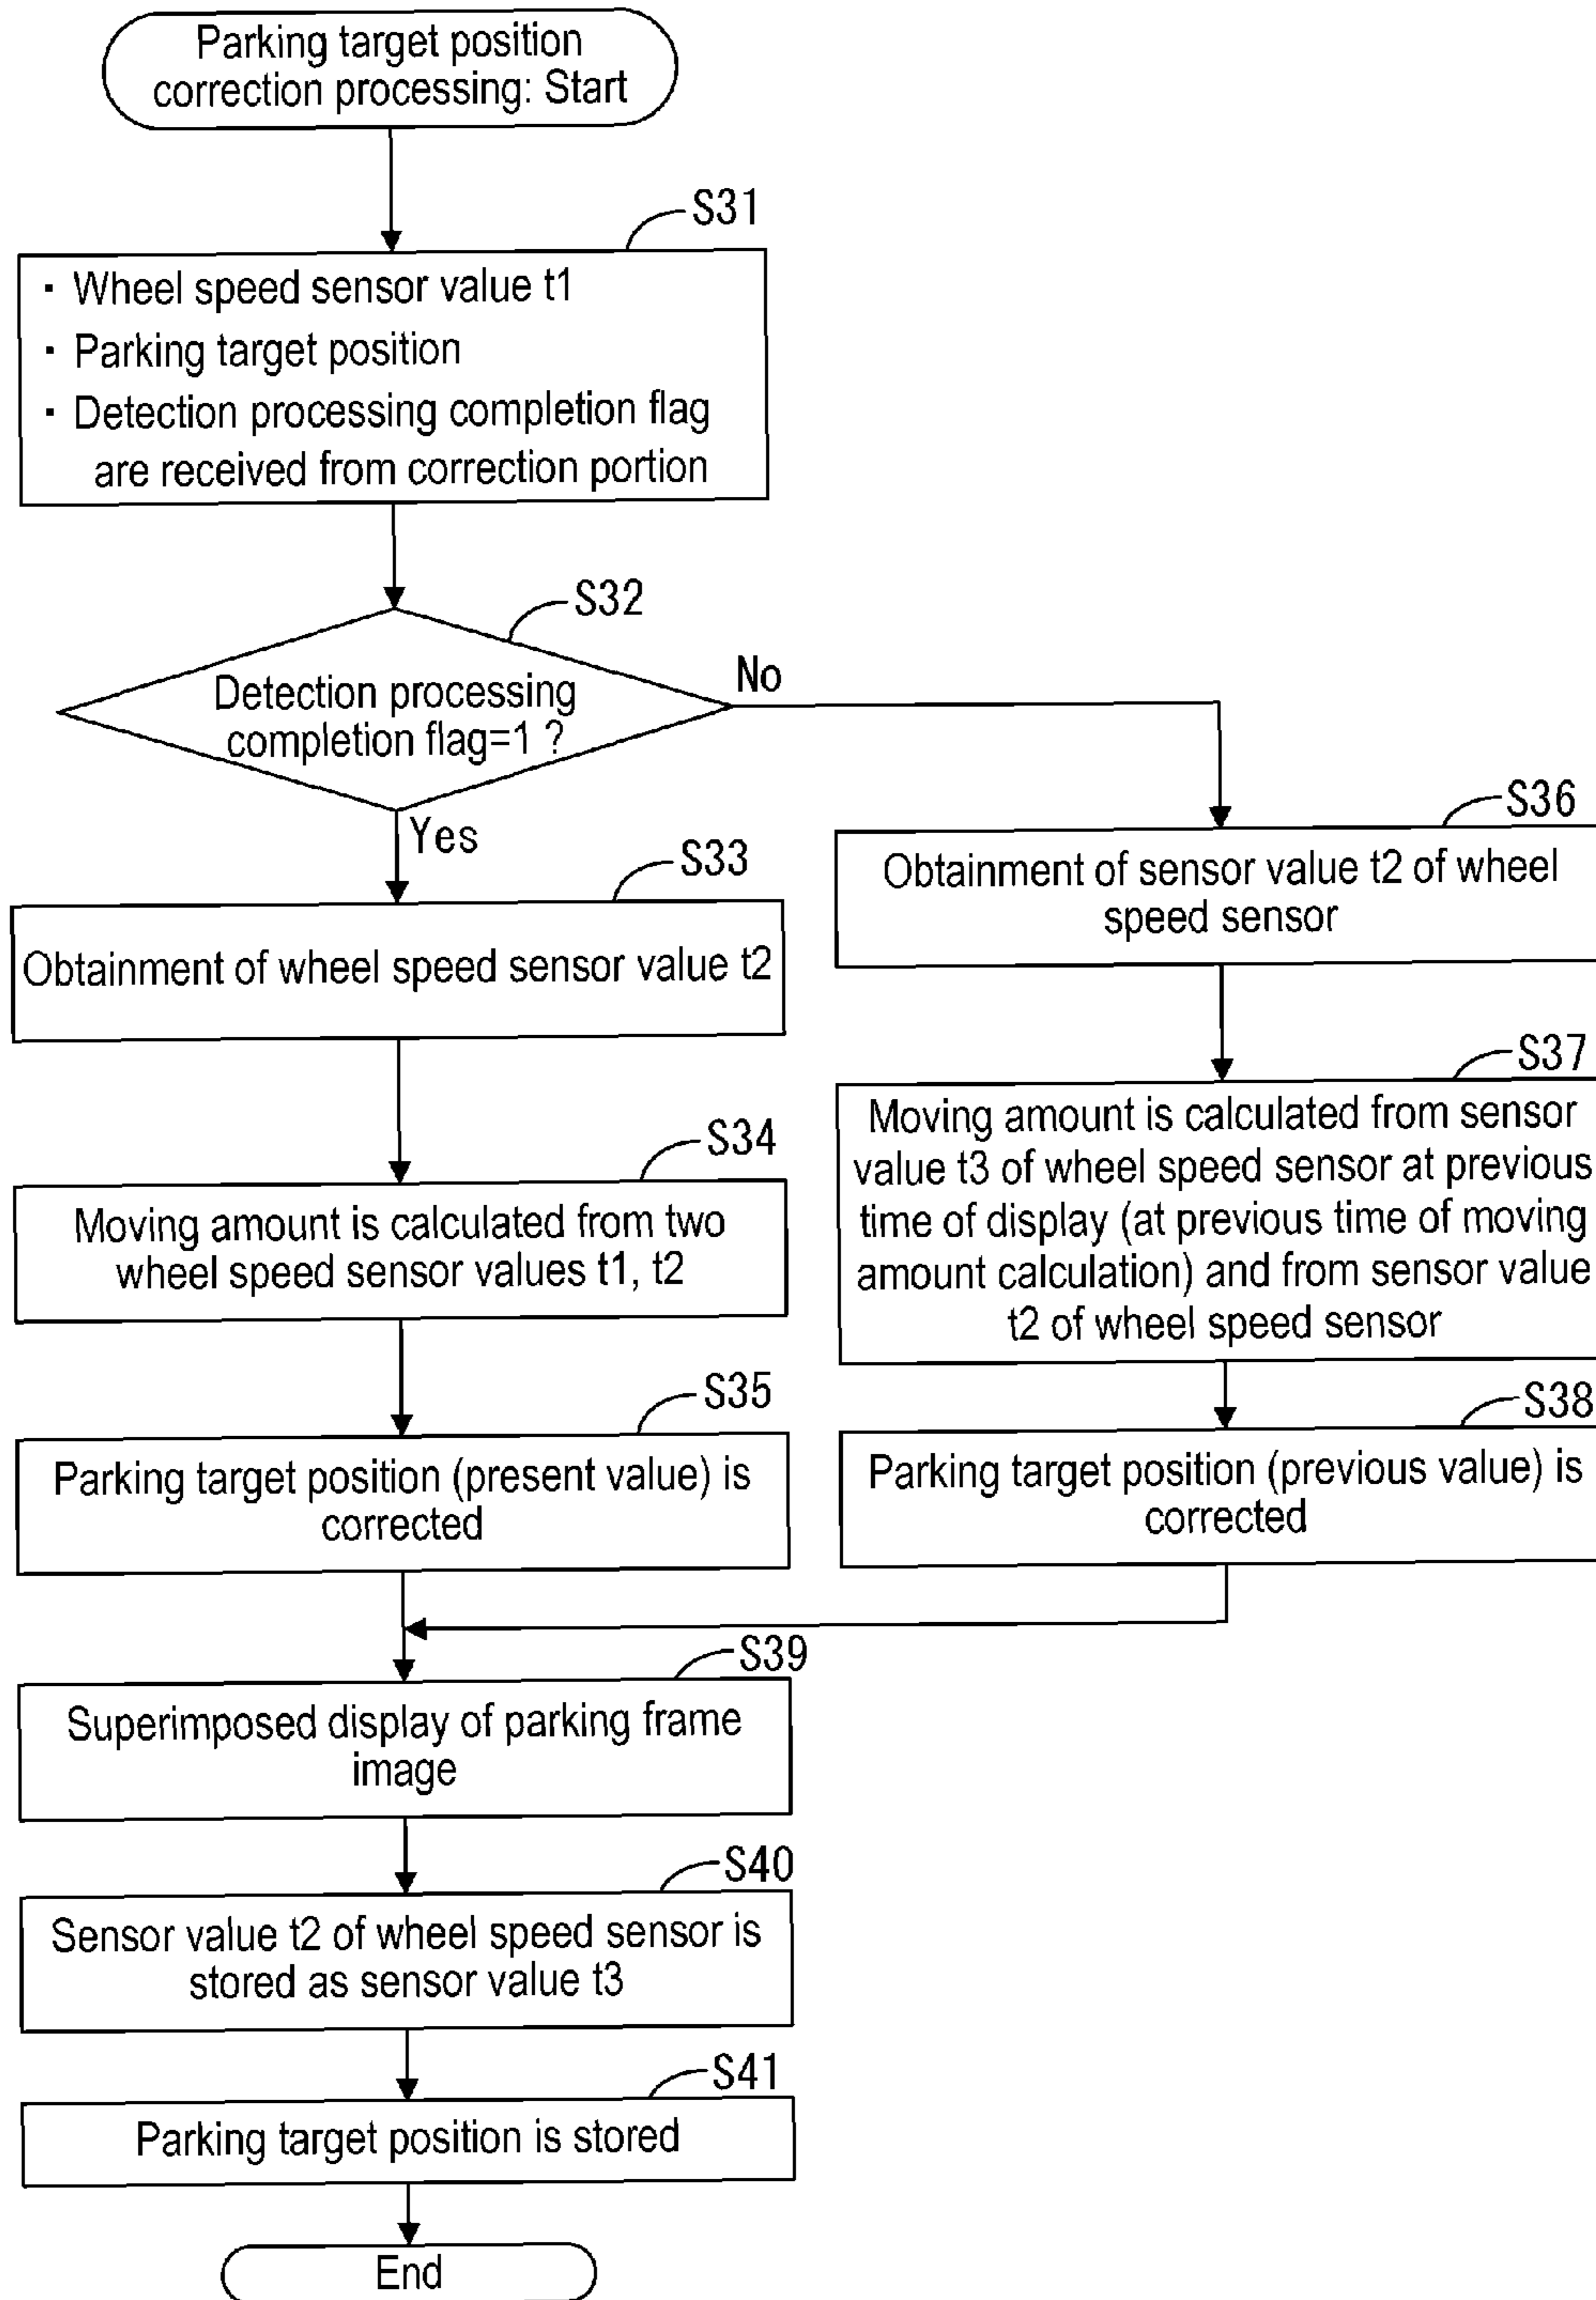 Parking target position
correction processing: Start
S31
· Wheel speed sensor value t1
· Parking target position
· Detection processing completion flag
are received from correction portion
S32
Detection processing
completion flag=1 ?
No
Yes
S33
Obtainment of wheel speed sensor value t2
S34
Moving amount is calculated from two
wheel speed sensor values t1, t2
S35
Parking target position (present value) is
corrected
S36
Obtainment of sensor value t2 of wheel
speed sensor
S37
Moving amount is calculated from sensor
value t3 of wheel speed sensor at previous
time of display (at previous time of moving
amount calculation) and from sensor value
t2 of wheel speed sensor
S38
Parking target position (previous value) is
corrected
S39
Superimposed display of parking frame
image
S40
Sensor value t2 of wheel speed sensor is
stored as sensor value t3
S41
Parking target position is stored
End